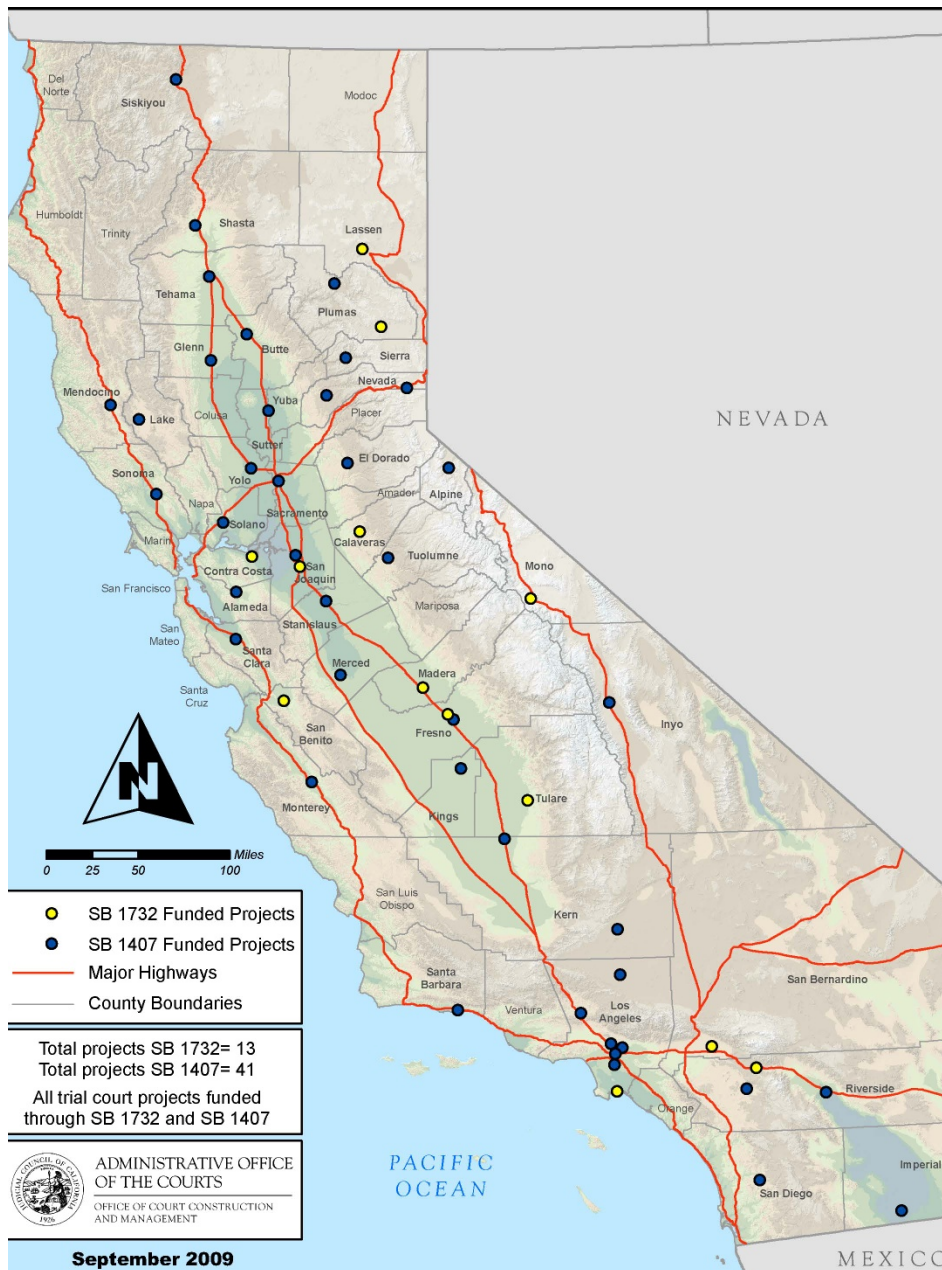 Del
Norte
Siskiyou
Modoc
Humboldt
Trinity
Shasta
Lassen
Tehama
Plumas
Glenn
Butte
Sierra
Mendocino
Lake
Colusa
Yuba
Nevada
Placer
Sutter
NEVADA
Sonoma
Yolo
El Dorado
Napa
Amador
Alpine
Solano
Sacramento
Marin
Calaveras
Contra Costa
San
Joaquin
Tuolumne
Mono
San Francisco
Alameda
Mariposa
San
Mateo
Stanislaus
Santa
Clara
Merced
Madera
Santa
Cruz
San
Benito
Fresno
Inyo
N
Monterey
Kings
Tulare
Miles
0 25 50 100
San Luis
Obispo
Kern
SB 1732 Funded Projects
SB 1407 Funded Projects
Major Highways
County Boundaries
Santa
Barbara
Ventura
Los
Angeles
San Bernardino
Total projects SB 1732= 13
Total projects SB 1407= 41
All trial court projects funded
through SB 1732 and SB 1407
Orange
Riverside
JUDICIAL COUNCIL OF CALIFORNIA
1926
ADMINISTRATIVE OFFICE
OF THE COURTS
OFFICE OF COURT CONSTRUCTION
AND MANAGEMENT
PACIFIC
OCEAN
San Diego
Imperial
September 2009
MEXICO